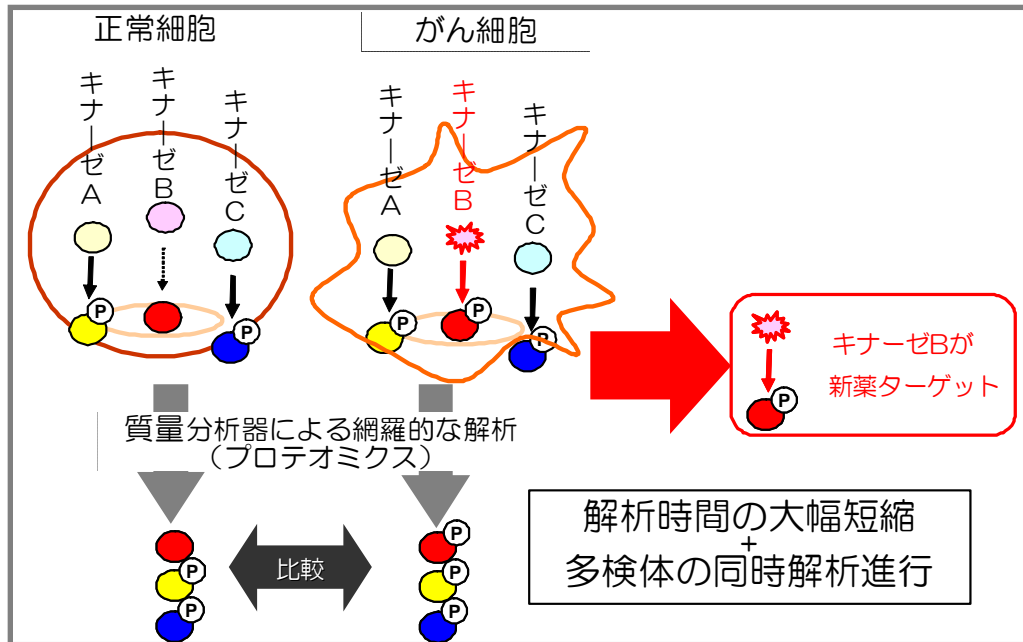 正常細胞
がん細胞
キナーゼA
キナーゼB
キナーゼC
キナーゼA
キナーゼB
キナーゼC
P
P
P
P
P
キナーゼBが
新薬ターゲット
P
質量分析器による網羅的な解析
（プロテオミクス）
解析時間の大幅短縮
+
多検体の同時解析進行
比較
P
P
P
P
P